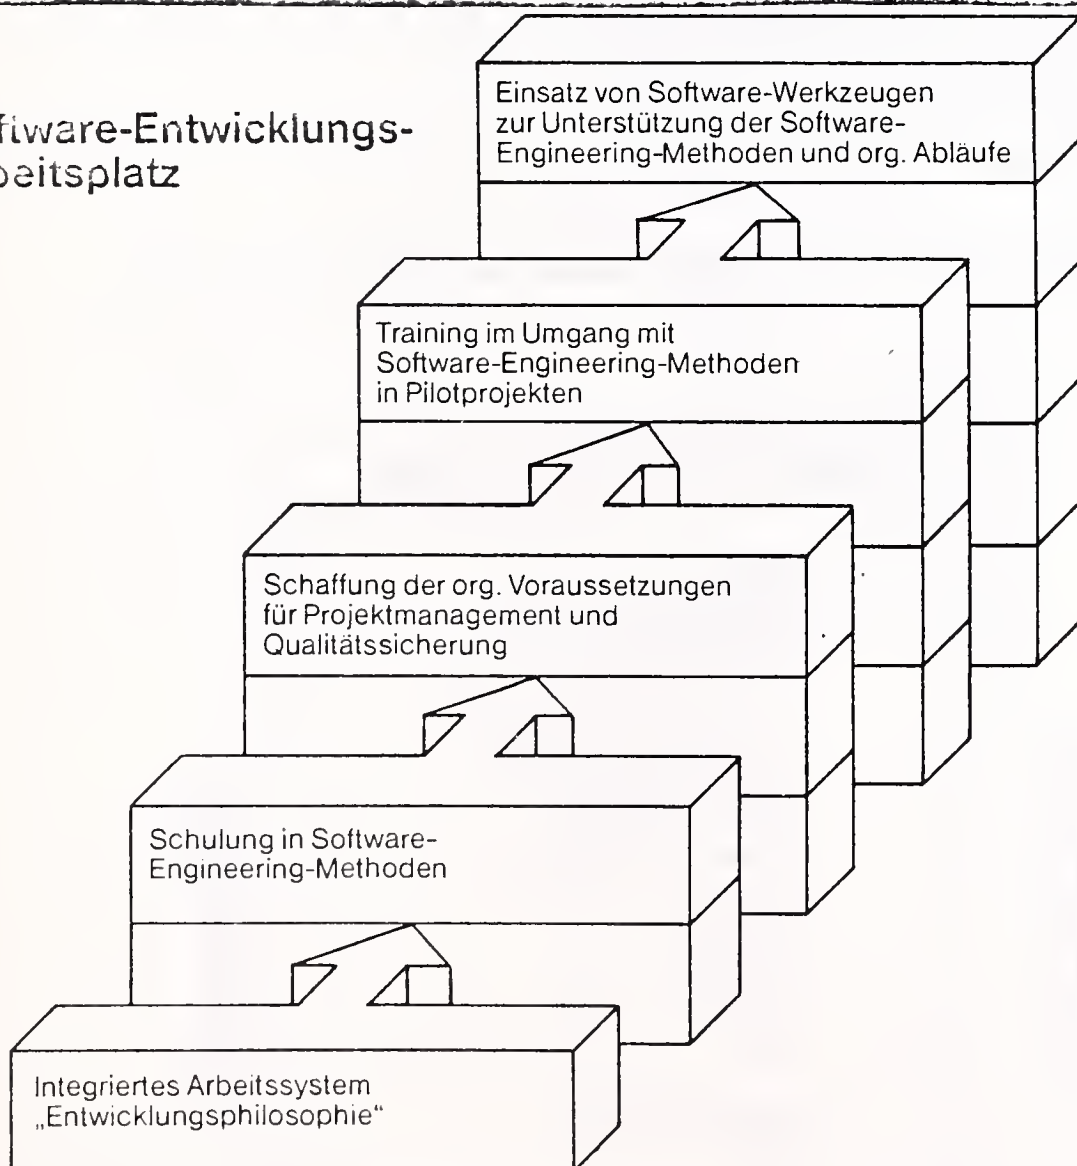 ftware-Entwicklungs-
beitsplatz
Einsatz von Software-Werkzeugen
zur Unterstützung der Software-
Engineering-Methoden und org. Abläufe
Training im Umgang mit
Software-Engineering-Methoden
in Pilotprojekten
Schaffung der org. Voraussetzungen
für Projektmanagement und
Qualitätssicherung
Schulung in Software-
Engineering-Methoden
Integriertes Arbeitssystem
„Entwicklungsphilosophie“